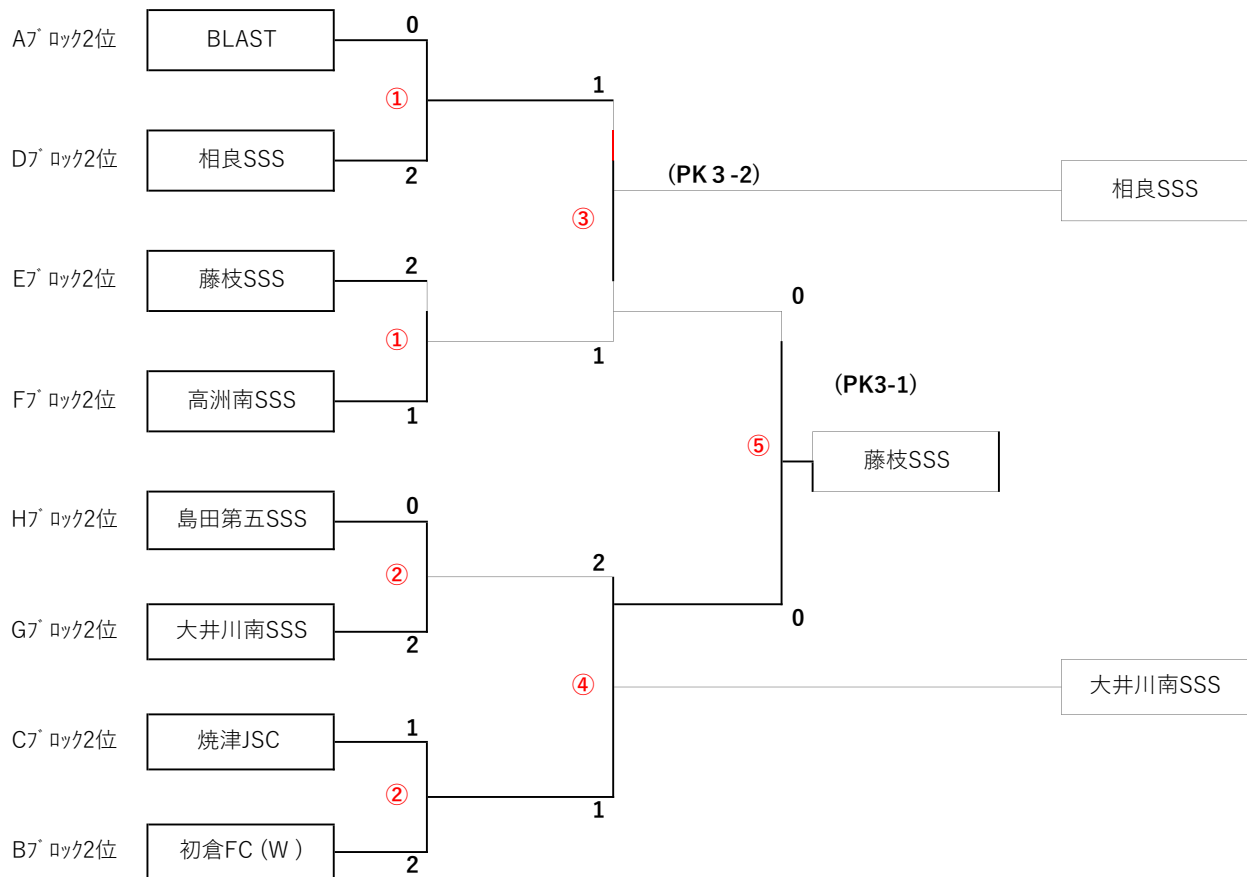 0
Aﾌﾞﾛｯｸ2位 BLAST
① 1
Dﾌﾞﾛｯｸ2位 相良SSS
2 (PK３-2) 相良SSS
③
Eﾌﾞﾛｯｸ2位 藤枝SSS 2
0
① 1
Fﾌﾞﾛｯｸ2位 高洲南SSS 1 (PK3-1)
⑤ 藤枝SSS
Hﾌﾞﾛｯｸ2位 島田第五SSS 0
② 2
Gﾌﾞﾛｯｸ2位 大井川南SSS 2 0
④ 大井川南SSS
Cﾌﾞﾛｯｸ2位 焼津JSC 1
② 1
Bﾌﾞﾛｯｸ2位 初倉FC (W )
2